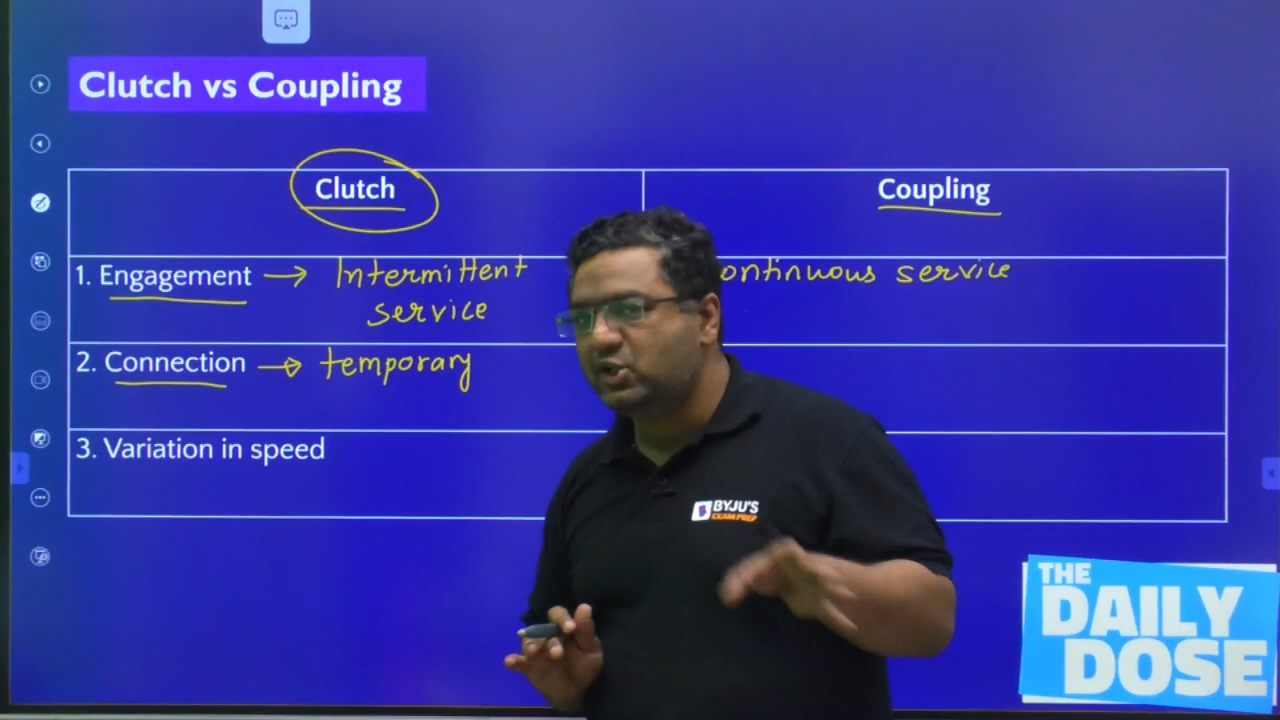 Clutch vs Coupling
Clutch
Coupling
1. Engagement → Intermittent
service
ontinuous service
2. Connection → temporary
3. Variation in speed
BYJU'S
EXAM PREP
THE
DAILY
DOSE